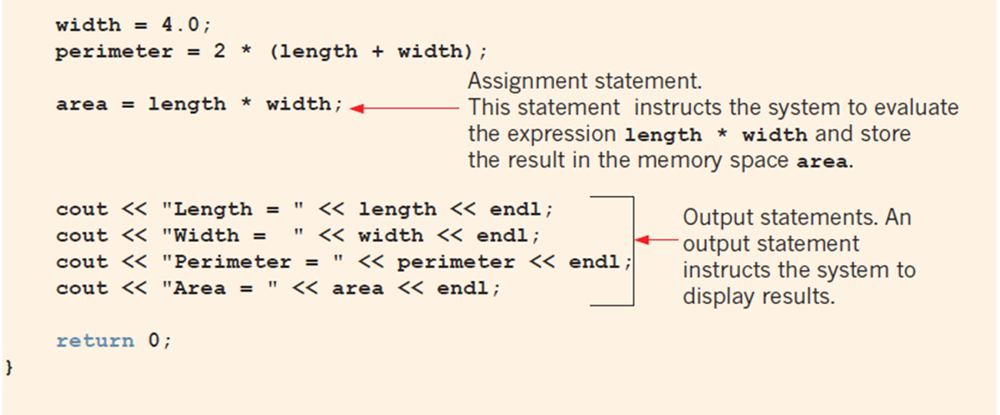 width = 4.0;
perimeter = 2 * (length + width);
area = length * width;
Assignment statement.
This statement  instructs the system to evaluate
the expression length * width and store
the result in the memory space area.
cout << "Length = " << length << endl;
cout << "Width =  " << width << endl;
cout << "Perimeter = " << perimeter << endl;
cout << "Area = " << area << endl;
Output statements. An
output statement
instructs the system to
display results.
return 0;
}